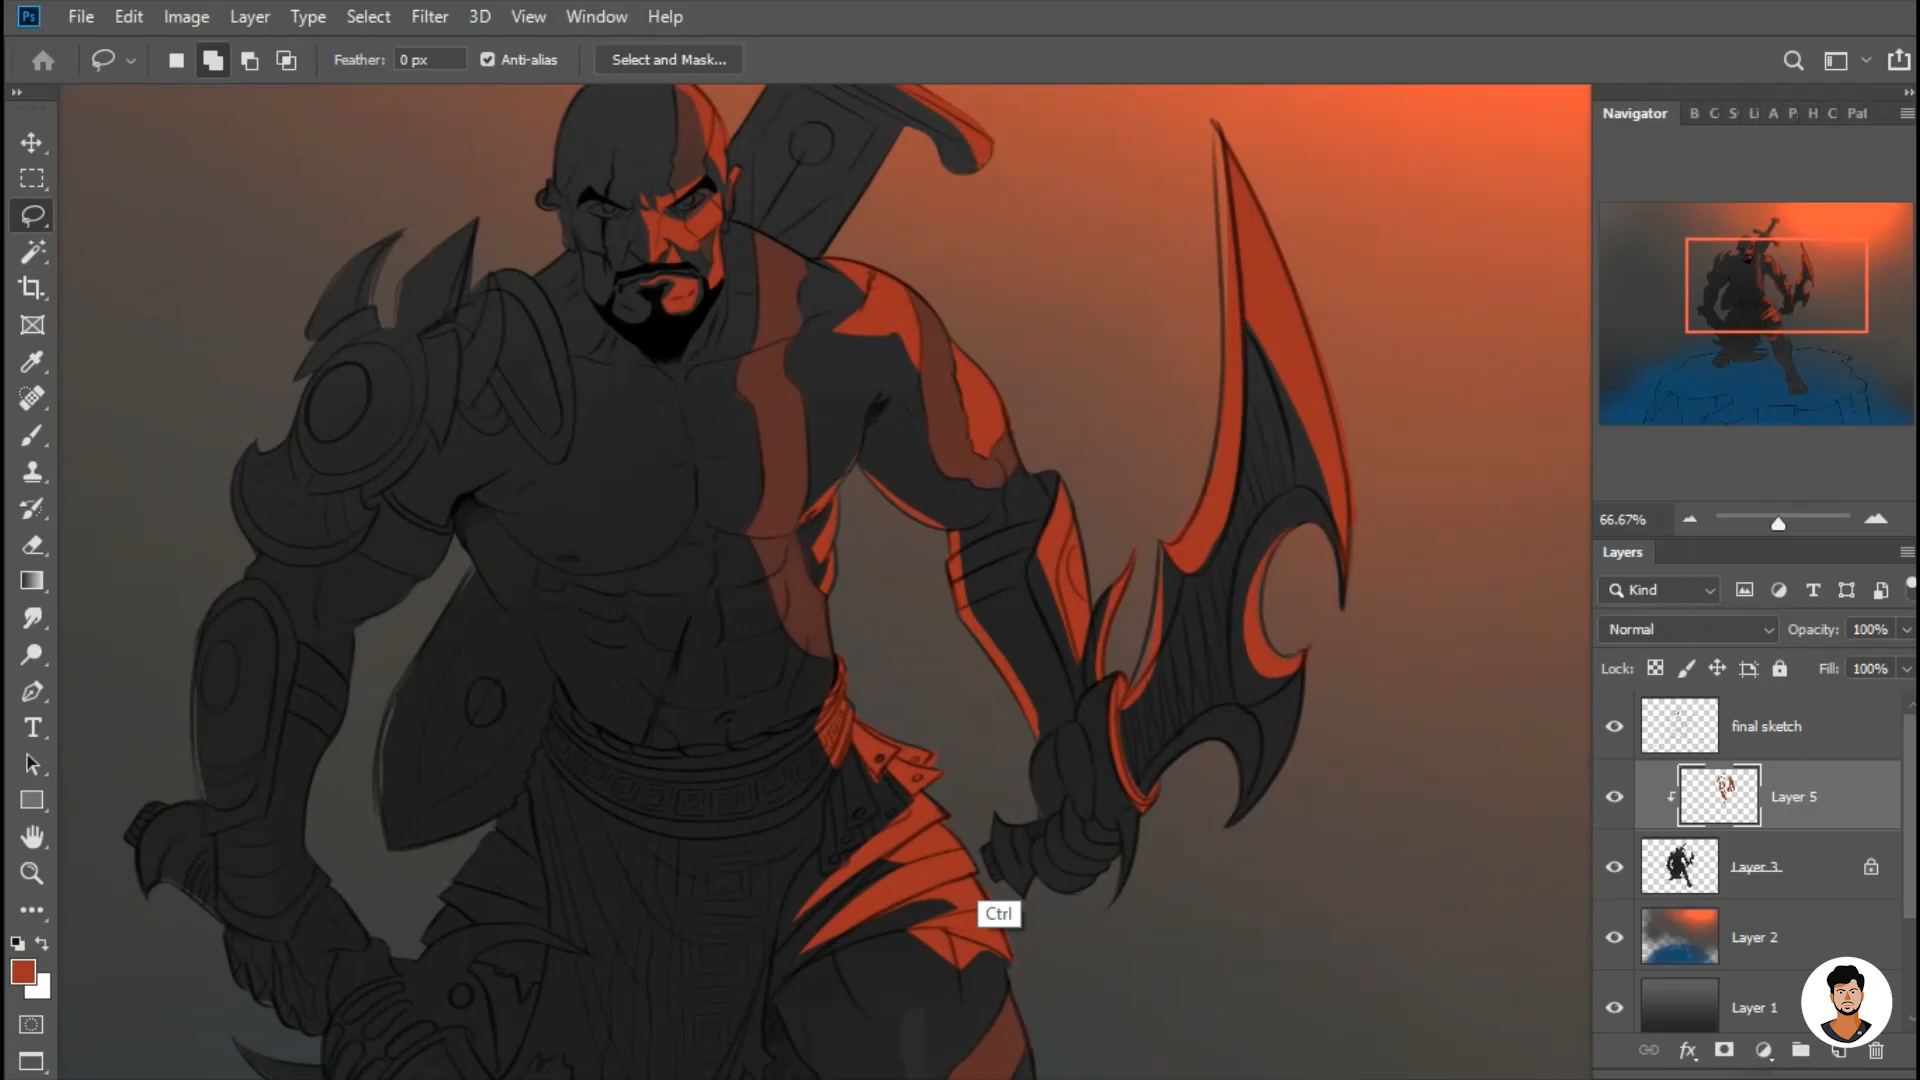 Ps File Edit Image Layer Type Select Filter 3D View Window Help
Feather: 0 px Anti-alias Select and Mask...
Navigator B C S Li A P H C Pat
66.67%
Layers
Kind
Normal Opacity: 100%
Lock: Fill: 100%
final sketch
Layer 5
Layer 3
Layer 2
Layer 1
Ctrl